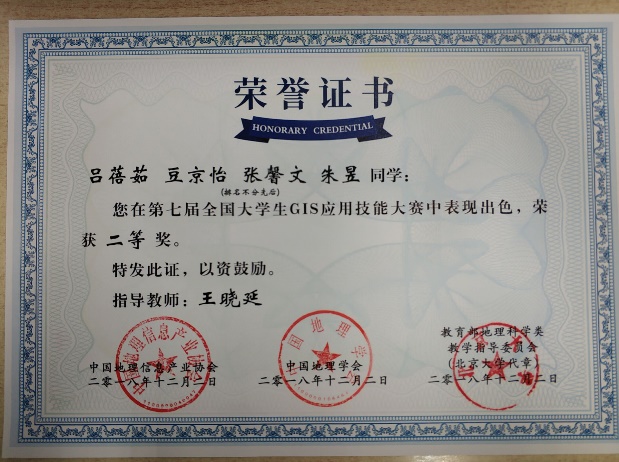 荣誉证书
HONORARY CREDENTIAL
吕蓓茹 豆京怡 张馨文 朱昱 同学：
(排名不分先后)
您在第七届全国大学生GIS应用技能大赛中表现出色，荣
获 二等 奖。
特发此证，以资鼓励。
指导教师：王晓延
中国地理信息产业协会
二零一八年十二月二日
中国地理学会
二零一八年十二月二日
教育部地理科学类
教学指导委员会
(北京大学代章)
二零一八年十二月二日